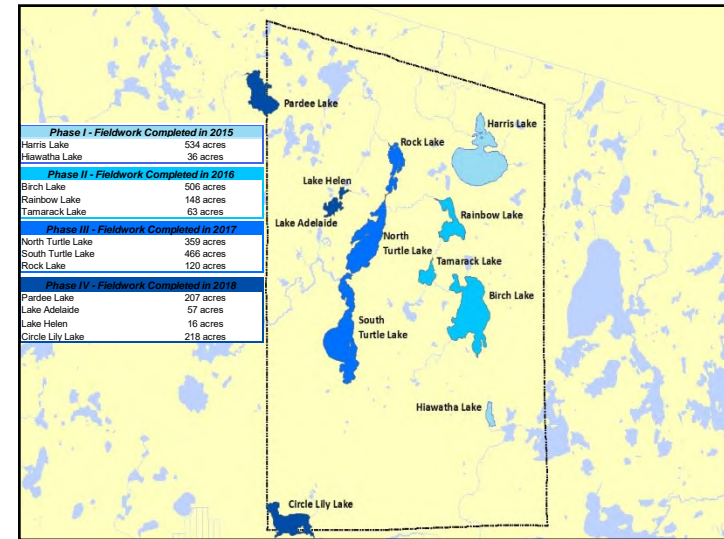 Pardee Lake
Phase I - Fieldwork Completed in 2015
Harris Lake 534 acres
Hiawatha Lake 36 acres
Phase II - Fieldwork Completed in 2016
Birch Lake 506 acres
Rainbow Lake 148 acres
Tamarack Lake 63 acres
Phase III - Fieldwork Completed in 2017
North Turtle Lake 359 acres
South Turtle Lake 466 acres
Rock Lake 120 acres
Phase IV - Fieldwork Completed in 2018
Pardee Lake 207 acres
Lake Adelaide 57 acres
Lake Helen 16 acres
Circle Lily Lake 218 acres
Harris Lake
Rock Lake
Lake Helen
Lake Adelaide
Rainbow Lake
North
Turtle Lake
Tamarack Lake
Birch Lake
South
Turtle Lake
Hiawatha Lake
Circle Lily Lake